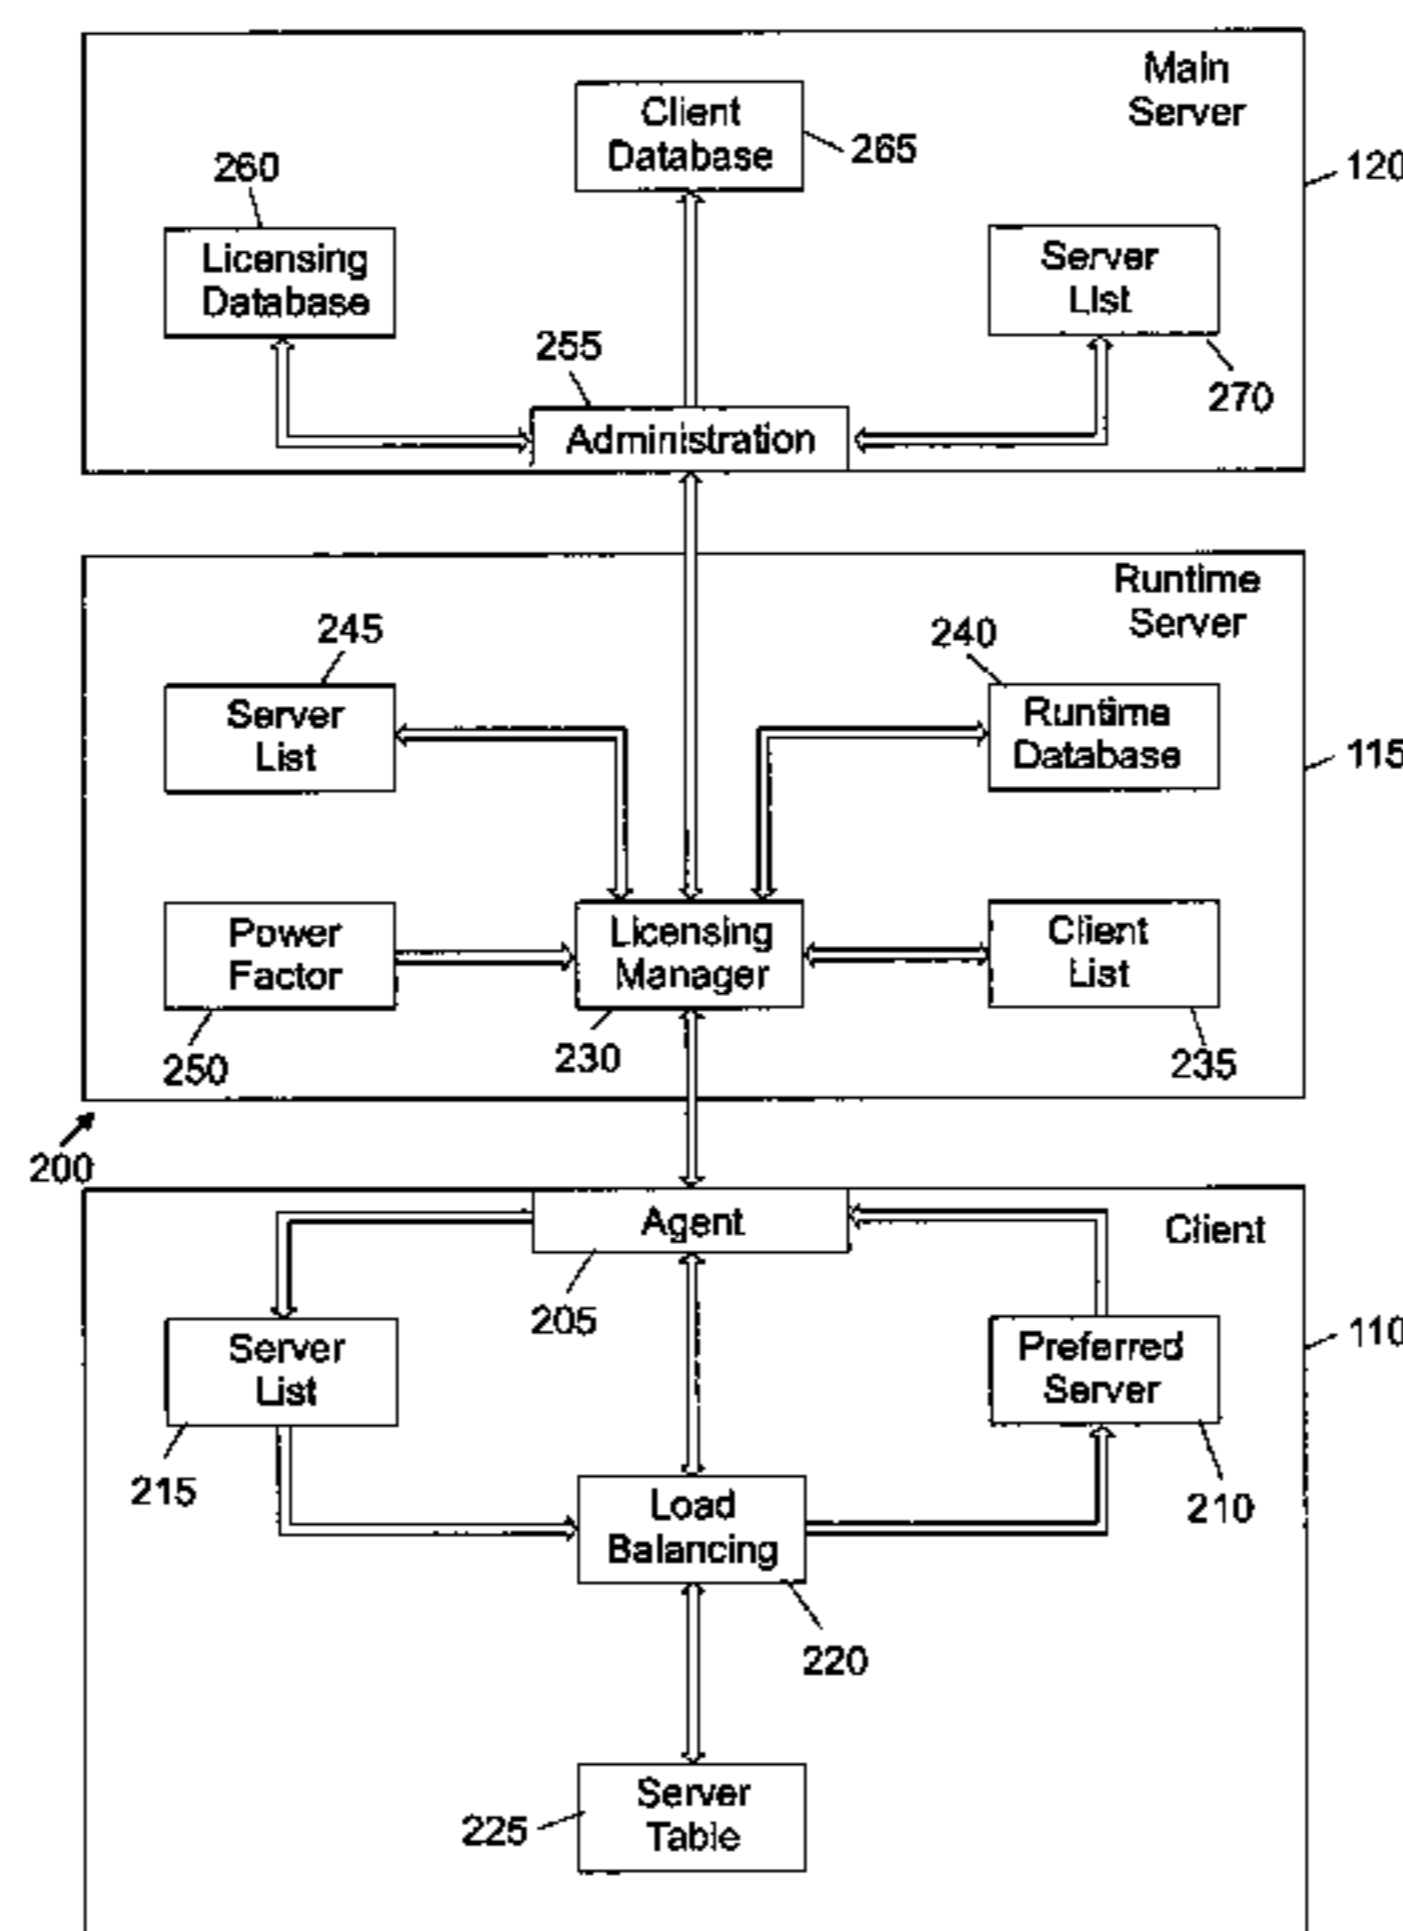 Main
Server
Client
Database
265
120
260
Licensing
Database
Server
List
255
270
Administration
Runtime
Server
245
240
Server
List
Runtime
Database
115
Power
Factor
Licensing
Manager
Client
List
250
230
235
200
Agent
Client
205
Server
List
Preferred
Server
110
215
210
Load
Balancing
220
Server
Table
225